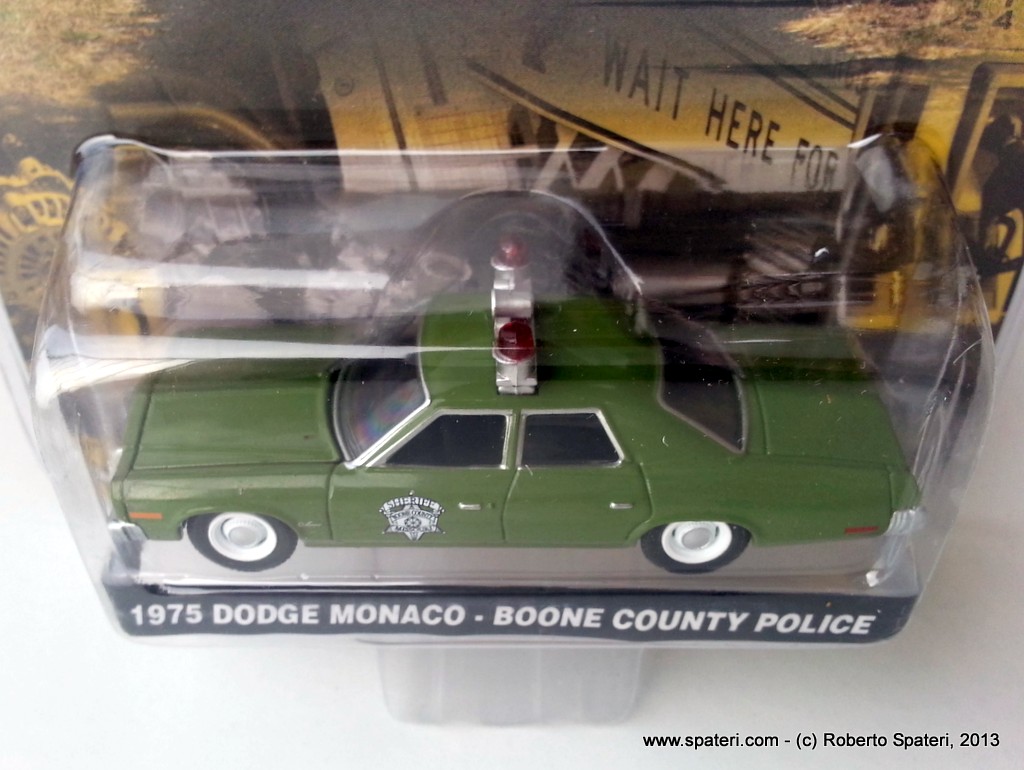 WAIT HERE FOR
SHERIFF
1975 DODGE MONACO - BOONE COUNTY POLICE
www.spateri.com - (c) Roberto Spateri, 2013